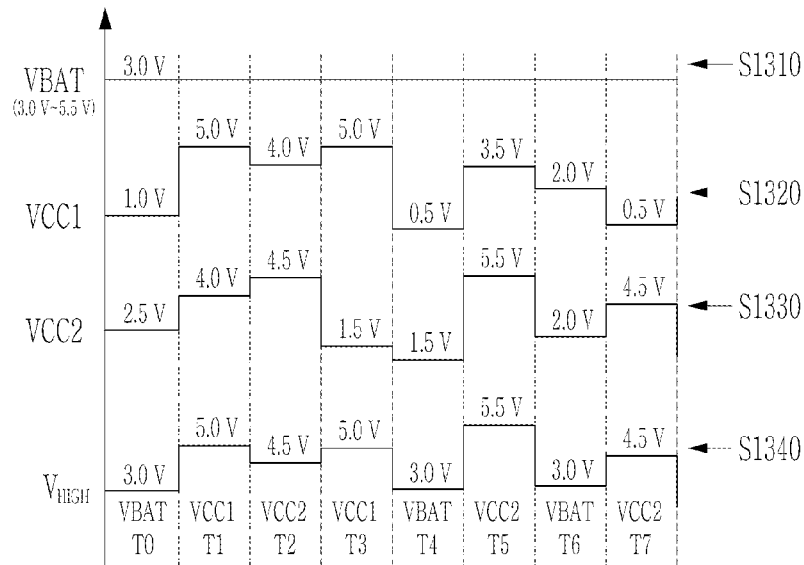 VBAT 3.0 V S1310
(3.0 V~5.5 V)
5.0 V 4.0 V 5.0 V 3.5 V 2.0 V
VCC1 1.0 V 0.5 V 0.5 V S1320
VCC2 2.5 V 4.0 V 4.5 V 1.5 V 1.5 V 5.5 V 2.0 V 4.5 V S1330
VHIGH 3.0 V 5.0 V 4.5 V 5.0 V 3.0 V 5.5 V 3.0 V 4.5 V S1340
VBAT VCC1 VCC2 VCC1 VBAT VCC2 VBAT VCC2
T0 T1 T2 T3 T4 T5 T6 T7